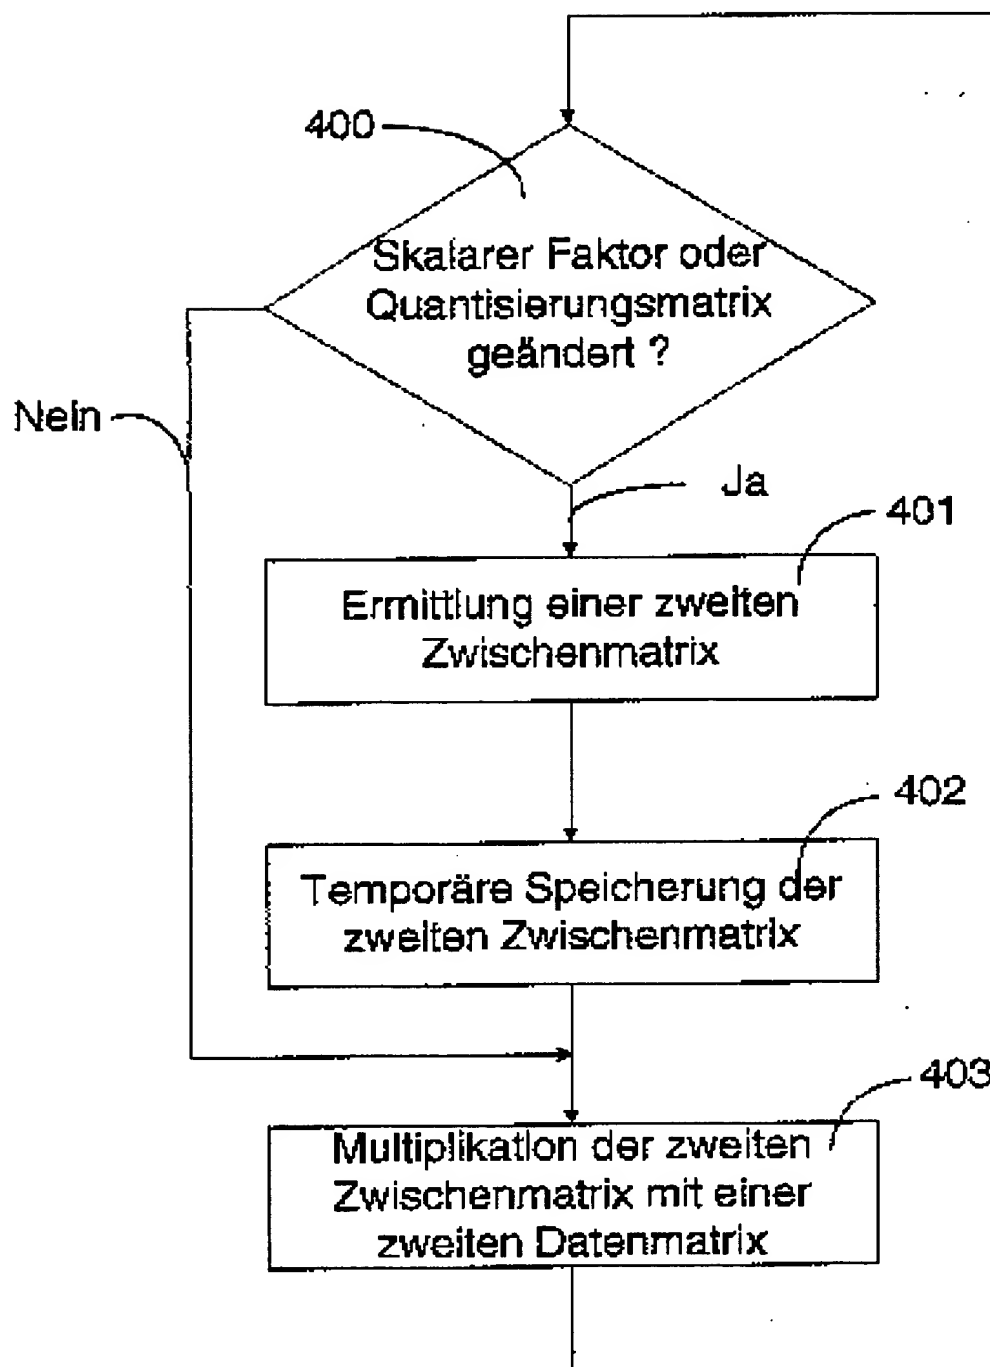 400
Skalarer Faktor oder
Quantisierungsmatrix
geändert ?
Nein
Ja
401
Ermittlung einer zweiten
Zwischenmatrix
402
Temporäre Speicherung der
zweiten Zwischenmatrix
403
Multiplikation der zweiten
Zwischenmatrix mit einer
zweiten Datenmatrix